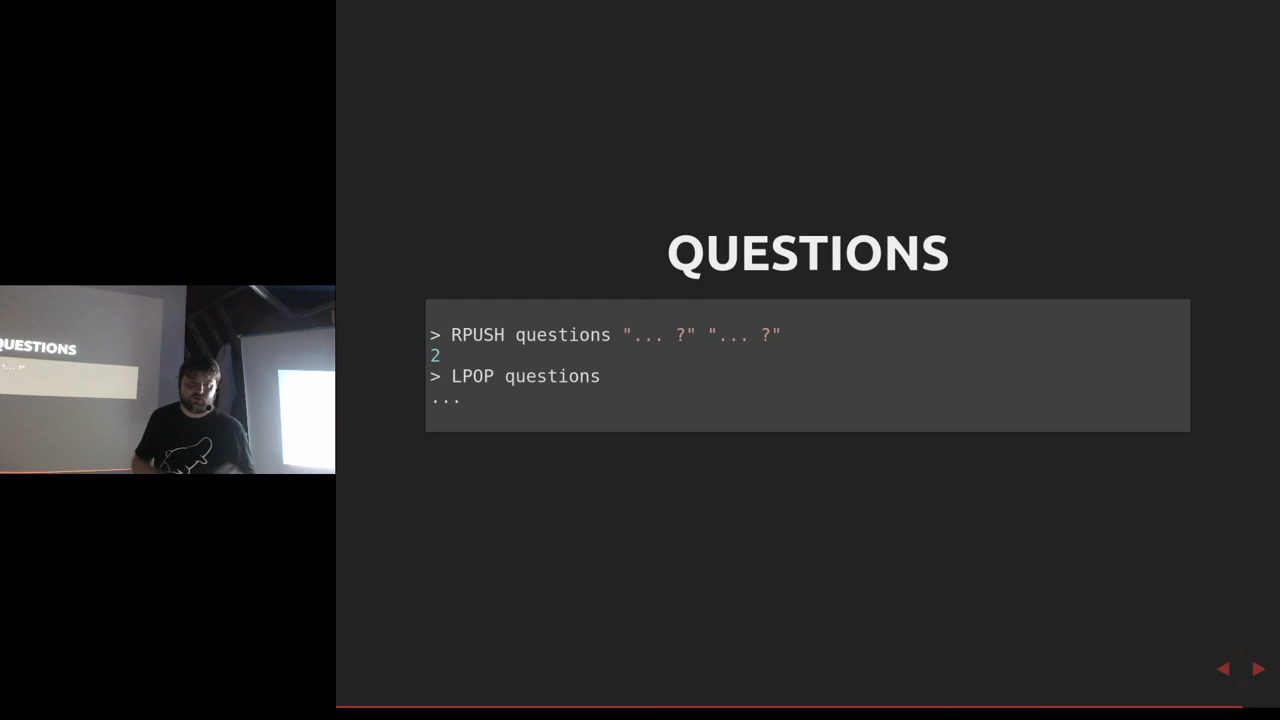 QUESTIONS
> RPUSH questions "... ?" "... ?"
2
> LPOP questions
...
QUESTIONS